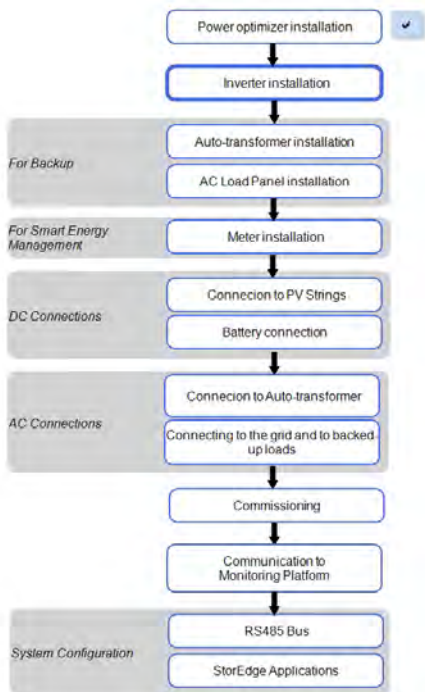 Power optimizer installation
Inverter installation
For Backup
Auto-transformer installation
AC Load Panel installation
For Smart Energy
Management
Meter installation
DC Connections
Connecion to PV Strings
Battery connection
AC Connections
Connecion to Auto-transformer
Connecting to the grid and to backed
up loads
Commissioning
Communication to
Monitoring Platform
System Configuration
RS485 Bus
StorEdge Applications